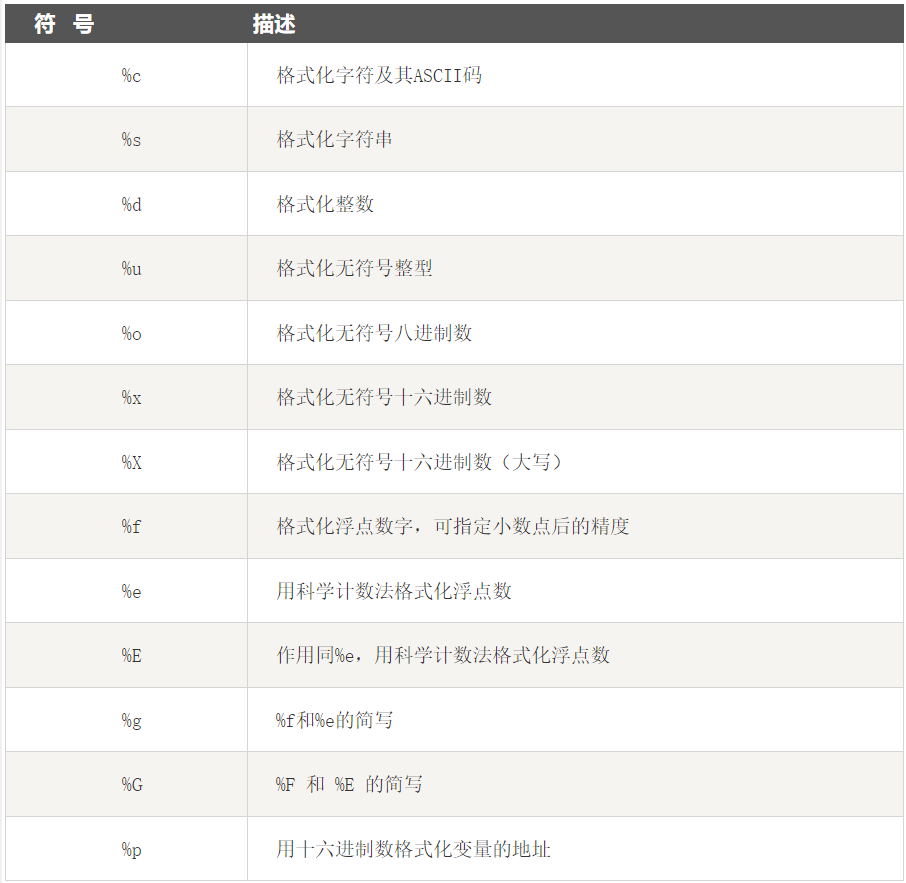 符 号 描述
%c 格式化字符及其ASCII码
%s 格式化字符串
%d 格式化整数
%u 格式化无符号整型
%o 格式化无符号八进制数
%x 格式化无符号十六进制数
%X 格式化无符号十六进制数（大写）
%f 格式化浮点数字，可指定小数点后的精度
%e 用科学计数法格式化浮点数
%E 作用同%e，用科学计数法格式化浮点数
%g %f和%e的简写
%G %F 和 %E 的简写
%p 用十六进制数格式化变量的地址